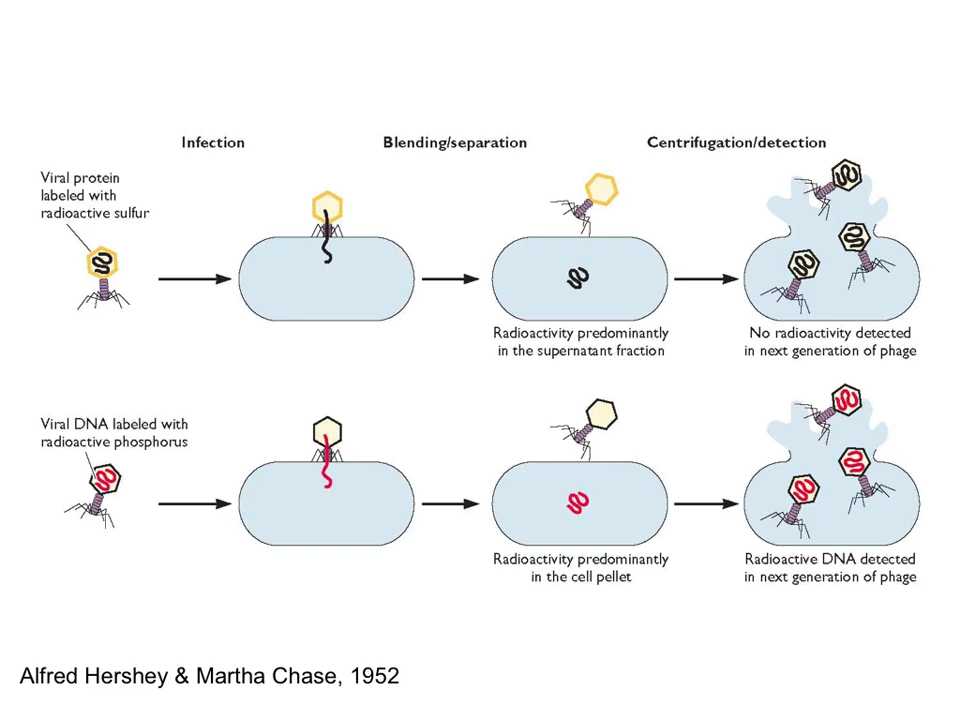 Infection
Blending/separation
Centrifugation/detection
Viral protein
labeled with
radioactive sulfur
Radioactivity predominantly
in the supernatant fraction
No radioactivity detected
in next generation of phage
Viral DNA labeled with
radioactive phosphorus
Radioactivity predominantly
in the cell pellet
Radioactive DNA detected
in next generation of phage
Alfred Hershey & Martha Chase, 1952